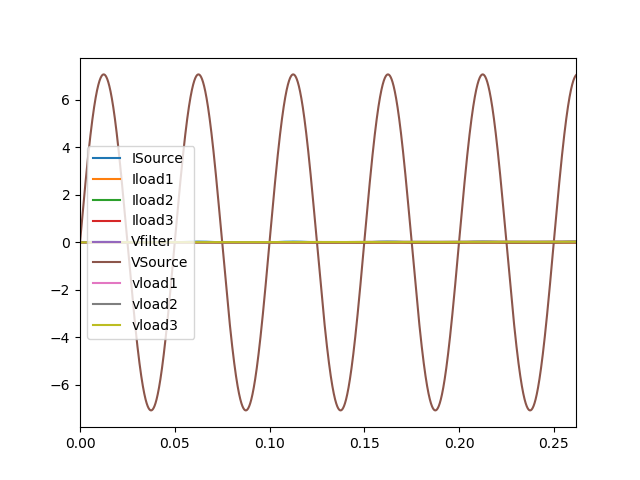 6
4
2
0
−2
−4
−6
ISource
Iload1
Iload2
Iload3
Vfilter
VSource
vload1
vload2
vload3
0.00 0.05 0.10 0.15 0.20 0.25